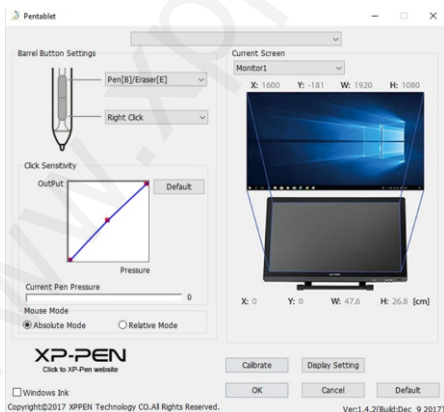 Pentablet
Barrel Button Settings
Pen[B]/Eraser[E]
Right Click
Click Sensitivity
OutPut
Default
Pressure
Current Pen Pressure
0
Mouse Mode
Absolute Mode
Relative Mode
XP-PEN
Click to XP-Pen website
Windows Ink
Copyright©2017 XPPEN Technology CO.All Rights Reserved.
Current Screen
Monitor1
X: 1600 Y: -181 W: 1920 H: 1080
X: 0 Y: 0 W: 47.6 H: 26.8 [cm]
Calibrate
Display Setting
OK
Cancel
Default
Ver:1.4.2(Build:Dec 9 2017)